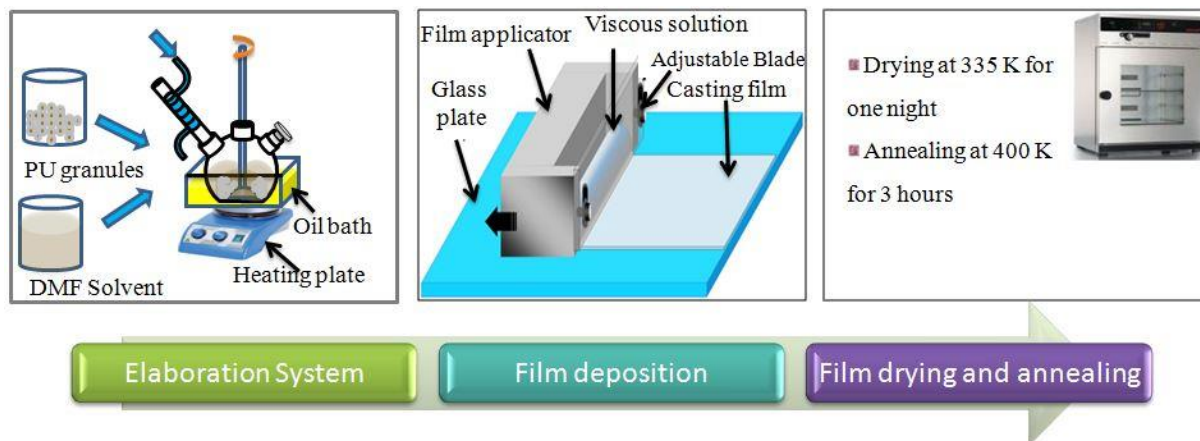 PU granules
DMF Solvent
Oil bath
Heating plate
Film applicator
Viscous solution
Adjustable Blade
Glass
plate
Casting film
Drying at 335 K for
one night
Annealing at 400 K
for 3 hours
Elaboration System
Film deposition
Film drying and annealing